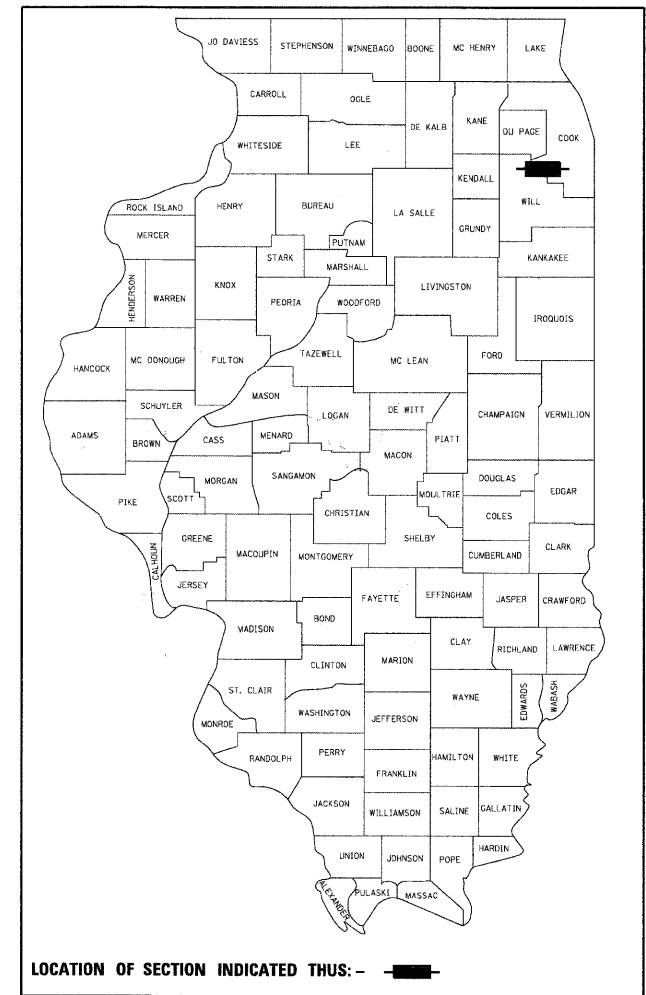 JO DAVIESS STEPHENSON WINNEBAGO BOONE MC HENRY LAKE
CARROLL OGLE DE KALB KANE DU PAGE COOK
WHITESIDE LEE
KENDALL WILL
ROCK ISLAND HENRY BUREAU LA SALLE GRUNDY
MERCER PUTNAM
STARK MARSHALL KANKAKEE
HENDERSON WARREN KNOX PEORIA WOODFORD LIVINGSTON IROQUOIS
HANCOCK MC DONOUGH FULTON TAZEWELL MC LEAN FORD
SCHUYLER MASON LOGAN DE WITT CHAMPAIGN VERMILION
ADAMS BROWN CASS MENARD MACON PIATT
PIKE SCOTT MORGAN SANGAMON CHRISTIAN MOULTRIE DOUGLAS EDGAR
COLES
GREENE MACOUPIN MONTGOMERY SHELBY CUMBERLAND CLARK
CALHOUN JERSEY
FAYETTE EFFINGHAM JASPER CRAWFORD
MADISON BOND
CLINTON MARION CLAY RICHLAND LAWRENCE
ST. CLAIR WAYNE EDWARDS WABASH
MONROE WASHINGTON JEFFERSON
RANDOLPH PERRY HAMILTON WHITE
FRANKLIN
JACKSON WILLIAMSON SALINE GALLATIN
UNION JOHNSON POPE HARDIN
ALEXANDER PULASKI MASSAC
LOCATION OF SECTION INDICATED THUS: –